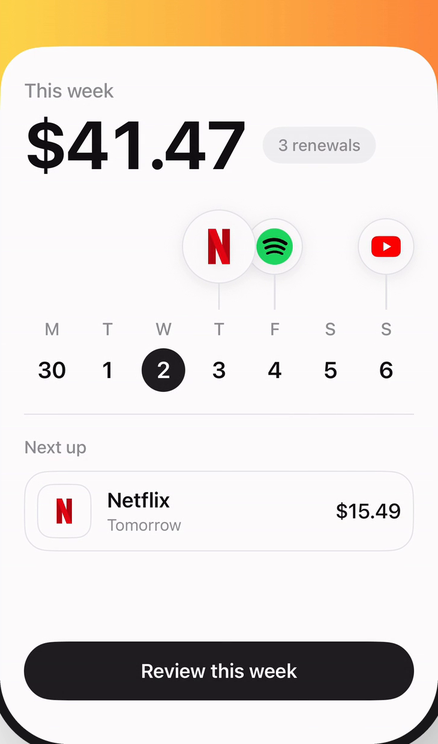 This week
$41.47 3 renewals
N
M T W T F S S
30 1 2 3 4 5 6
Next up
N Netflix $15.49
Tomorrow
Review this week